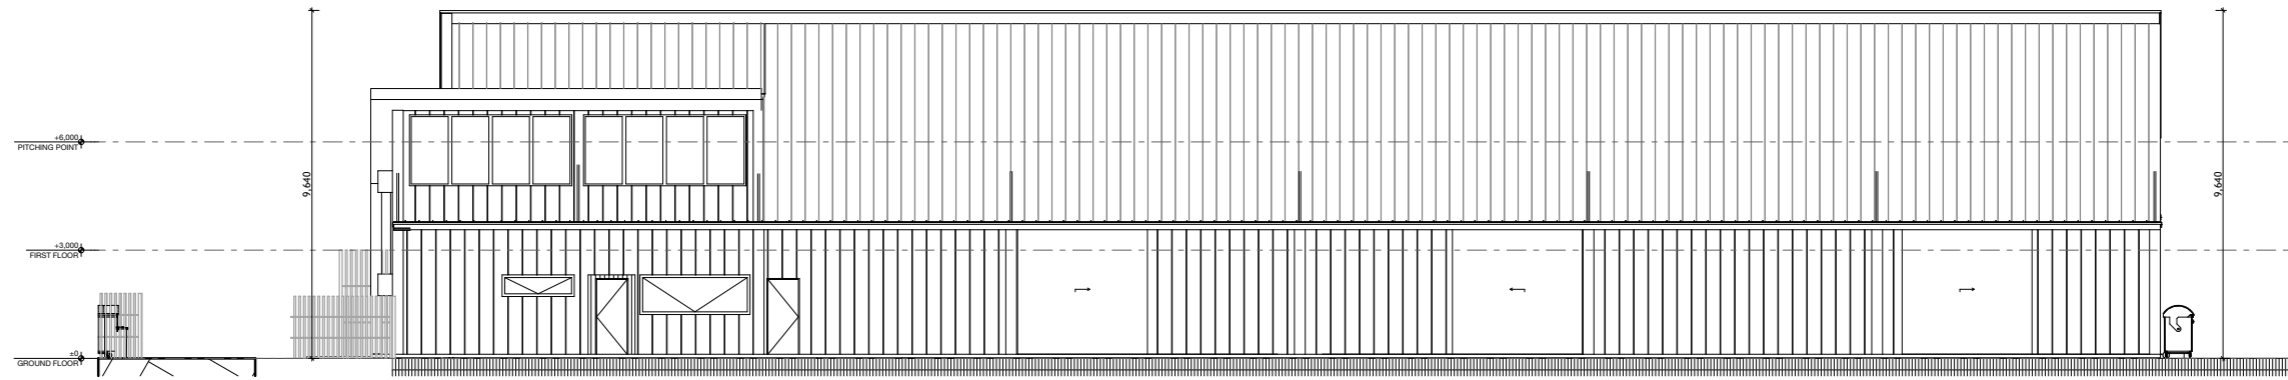 9,640
9,640
+6,000
PITCHING POINT
+3,000
FIRST FLOOR
±0
GROUND FLOOR